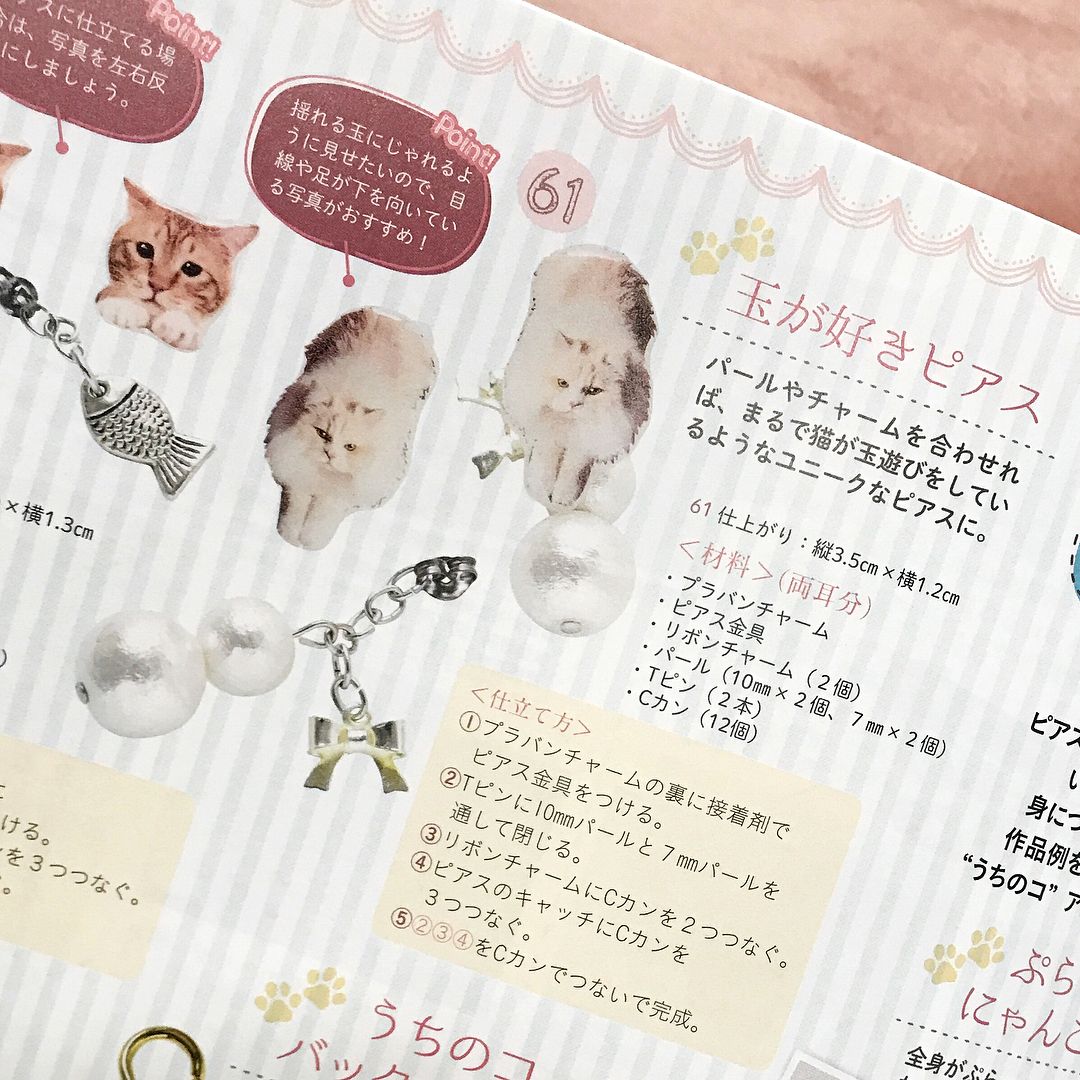 アスに仕立てる場
合は、写真を左右反
にしましょう。
Point!
揺れる玉にじゃれるよ
うに見せたいので、目
線や足が下を向いてい
る写真がおすすめ!
Point!
61
玉が好きピアス
パールやチャームを合わせれ
ば、まるで猫が玉遊びをしてい
るようなユニークなピアスに。
61仕上がり:縦3.5㎝×横1.2㎝
<材料>(両耳分)
・プラバンチャーム
・ピアス金具
・リボンチャーム(2個)
・パール(10㎜×2個、7㎜×2個)
・Tピン(2本)
・Cカン(12個)
<仕立て方>
①プラバンチャームの裏に接着剤で
ピアス金具をつける。
②Tピンに10㎜パールと7㎜パールを
通して閉じる。
③リボンチャームにCカンを2つつなぐ。
④ピアスのキャッチにCカンを
3つつなぐ。
⑤②③④をCカンでつないで完成。
×横1.3㎝
ける。
を3つつなぐ。
うちのコ
バック
ピアス
い
身につ
作品例を
“うちのコ”ア
ぷら
にゃんこ
全身がぷら